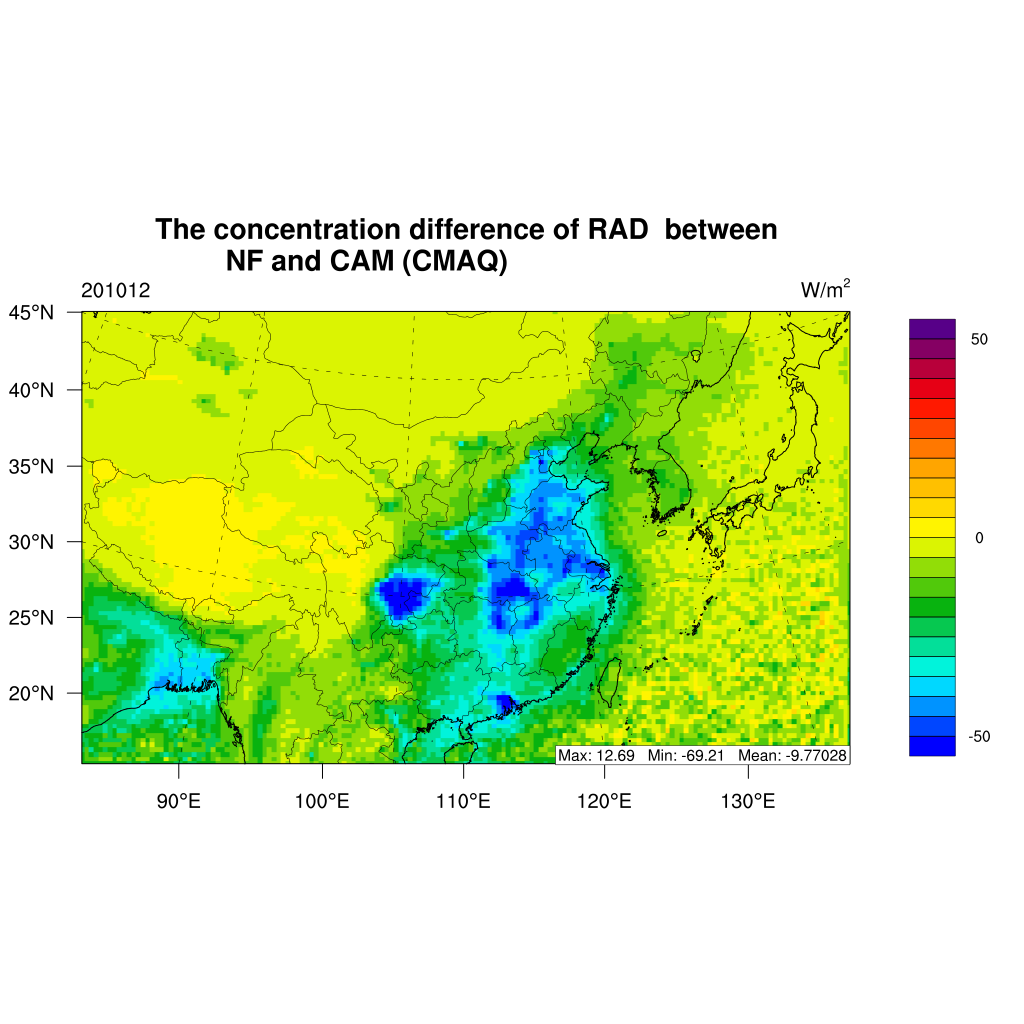 The concentration difference of RAD  between
NF and CAM (CMAQ)
201012 W/m2
45°N
40°N
35°N
30°N
25°N
20°N
90°E 100°E 110°E 120°E 130°E
Max: 12.69 Min: -69.21 Mean: -9.77028
50
0
-50